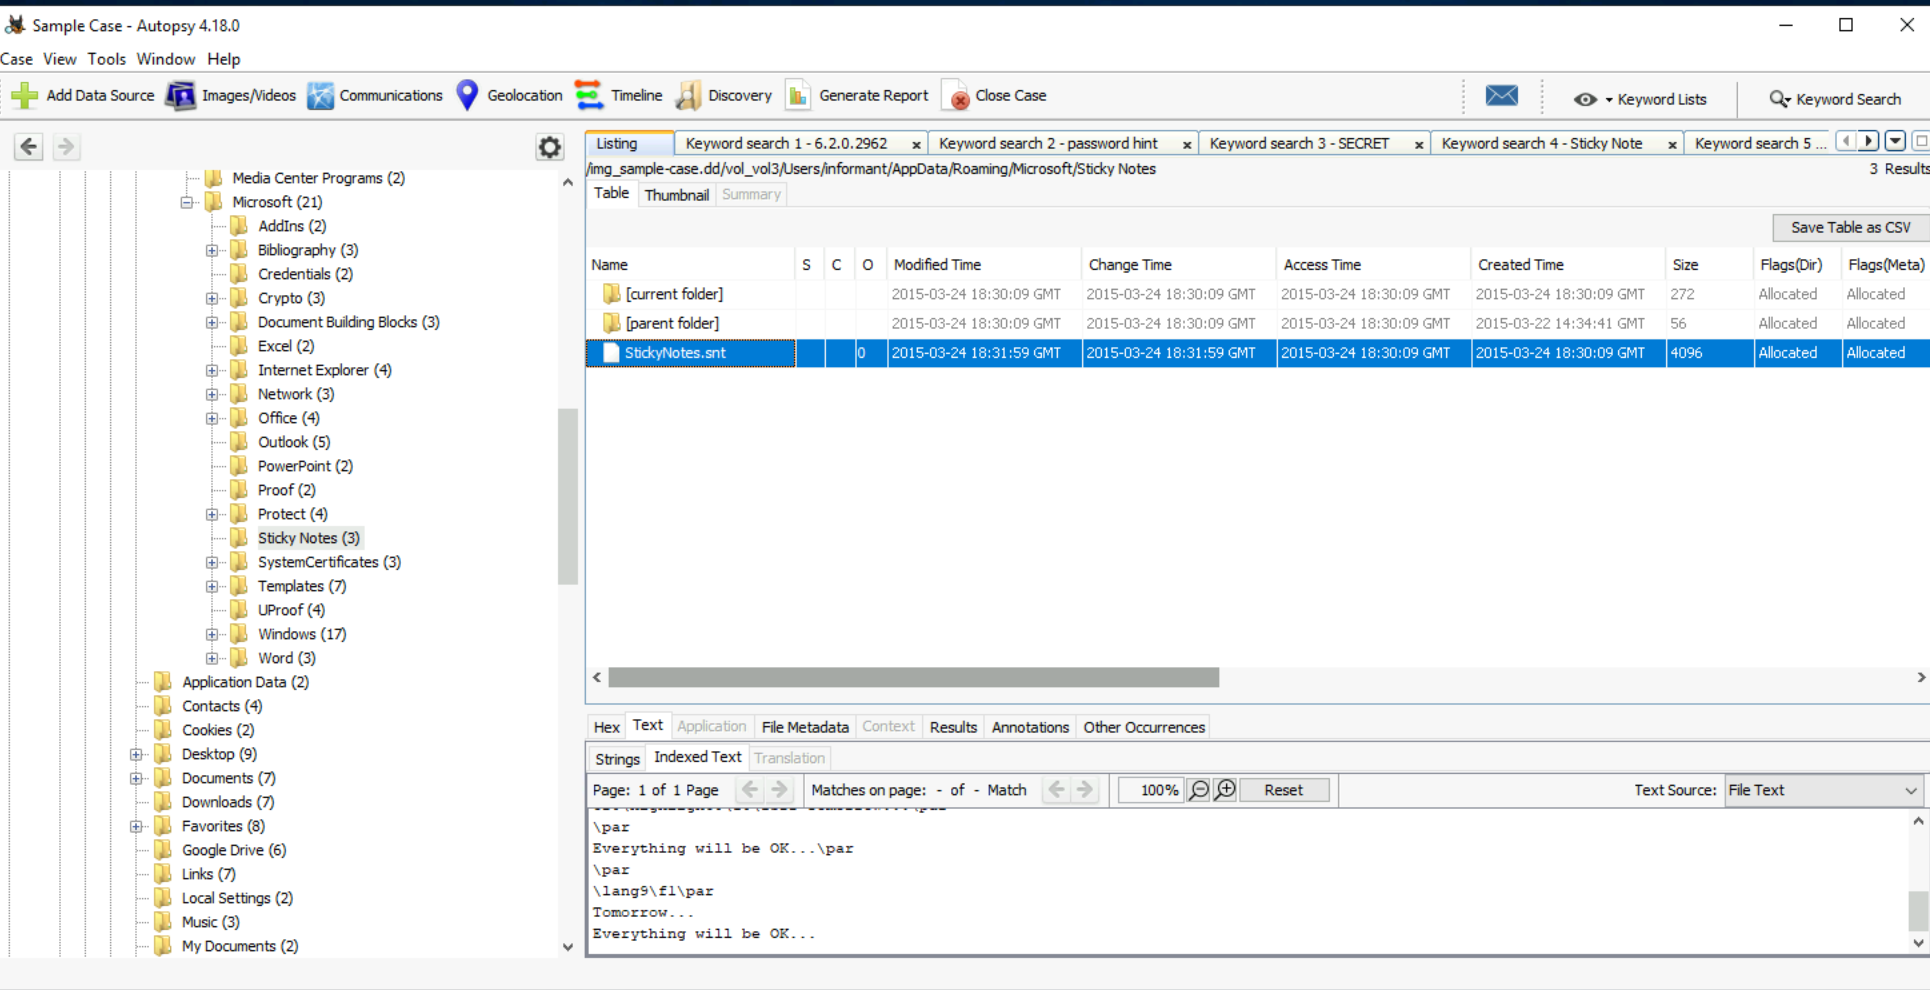 Sample Case - Autopsy 4.18.0
Case View Tools Window Help
Add Data Source Images/Videos Communications Geolocation Timeline Discovery Generate Report Close Case Keyword Lists Keyword Search
Listing Keyword search 1 - 6.2.0.2962 Keyword search 2 - password hint Keyword search 3 - SECRET Keyword search 4 - Sticky Note Keyword search 5 ...
/img_sample-case.dd/vol_vol3/Users/informant/AppData/Roaming/Microsoft/Sticky Notes 3 Results
Table Thumbnail Summary
Save Table as CSV
Name S C O Modified Time Change Time Access Time Created Time Size Flags(Dir) Flags(Meta)
[current folder] 2015-03-24 18:30:09 GMT 2015-03-24 18:30:09 GMT 2015-03-24 18:30:09 GMT 2015-03-24 18:30:09 GMT 272 Allocated Allocated
[parent folder] 2015-03-24 18:30:09 GMT 2015-03-24 18:30:09 GMT 2015-03-24 18:30:09 GMT 2015-03-22 14:34:41 GMT 56 Allocated Allocated
StickyNotes.snt 0 2015-03-24 18:31:59 GMT 2015-03-24 18:31:59 GMT 2015-03-24 18:30:09 GMT 2015-03-24 18:30:09 GMT 4096 Allocated Allocated
Media Center Programs (2)
Microsoft (21)
AddIns (2)
Bibliography (3)
Credentials (2)
Crypto (3)
Document Building Blocks (3)
Excel (2)
Internet Explorer (4)
Network (3)
Office (4)
Outlook (5)
PowerPoint (2)
Proof (2)
Protect (4)
Sticky Notes (3)
SystemCertificates (3)
Templates (7)
UProof (4)
Windows (17)
Word (3)
Application Data (2)
Contacts (4)
Cookies (2)
Desktop (9)
Documents (7)
Downloads (7)
Favorites (8)
Google Drive (6)
Links (7)
Local Settings (2)
Music (3)
My Documents (2)
Hex Text Application File Metadata Context Results Annotations Other Occurrences
Strings Indexed Text Translation
Page: 1 of 1 Page Matches on page: - of - Match 100% Reset Text Source: File Text
\par
Everything will be OK...\par
\par
\lang9\f1\par
Tomorrow...
Everything will be OK...